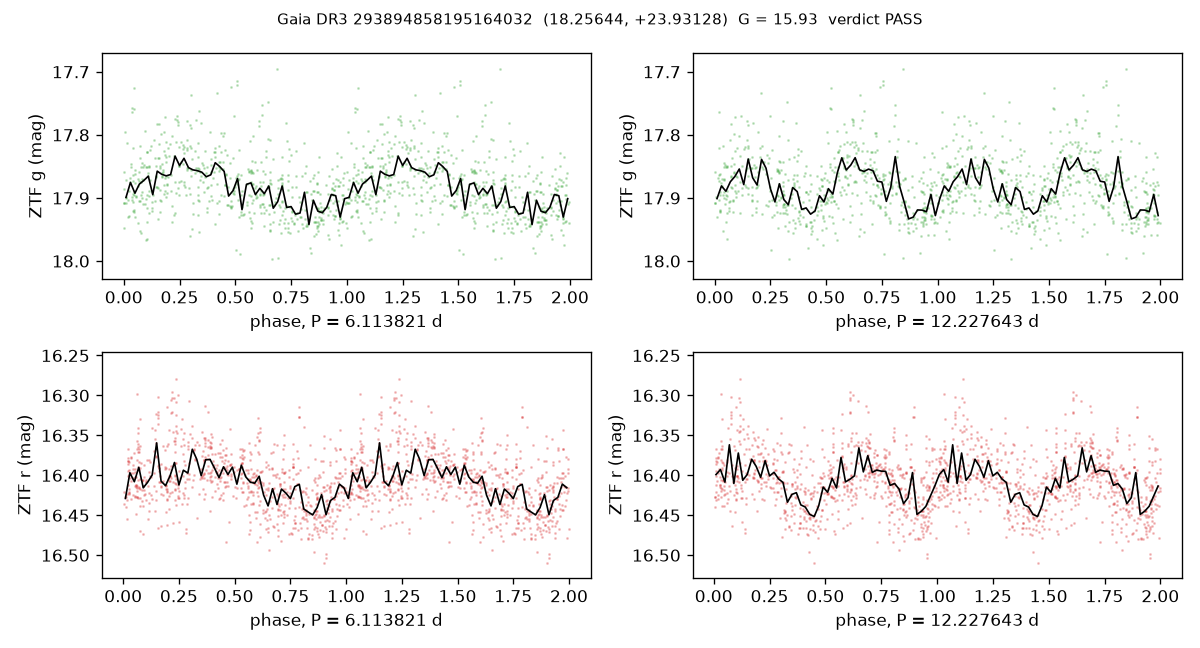 Gaia DR3 293894858195164032  (18.25644, +23.93128)  G = 15.93  verdict PASS
ZTF g (mag)
17.7
17.8
17.9
18.0
0.00 0.25 0.50 0.75 1.00 1.25 1.50 1.75 2.00
phase, P = 6.113821 d
ZTF g (mag)
17.7
17.8
17.9
18.0
0.00 0.25 0.50 0.75 1.00 1.25 1.50 1.75 2.00
phase, P = 12.227643 d
ZTF r (mag)
16.25
16.30
16.35
16.40
16.45
16.50
0.00 0.25 0.50 0.75 1.00 1.25 1.50 1.75 2.00
phase, P = 6.113821 d
ZTF r (mag)
16.25
16.30
16.35
16.40
16.45
16.50
0.00 0.25 0.50 0.75 1.00 1.25 1.50 1.75 2.00
phase, P = 12.227643 d